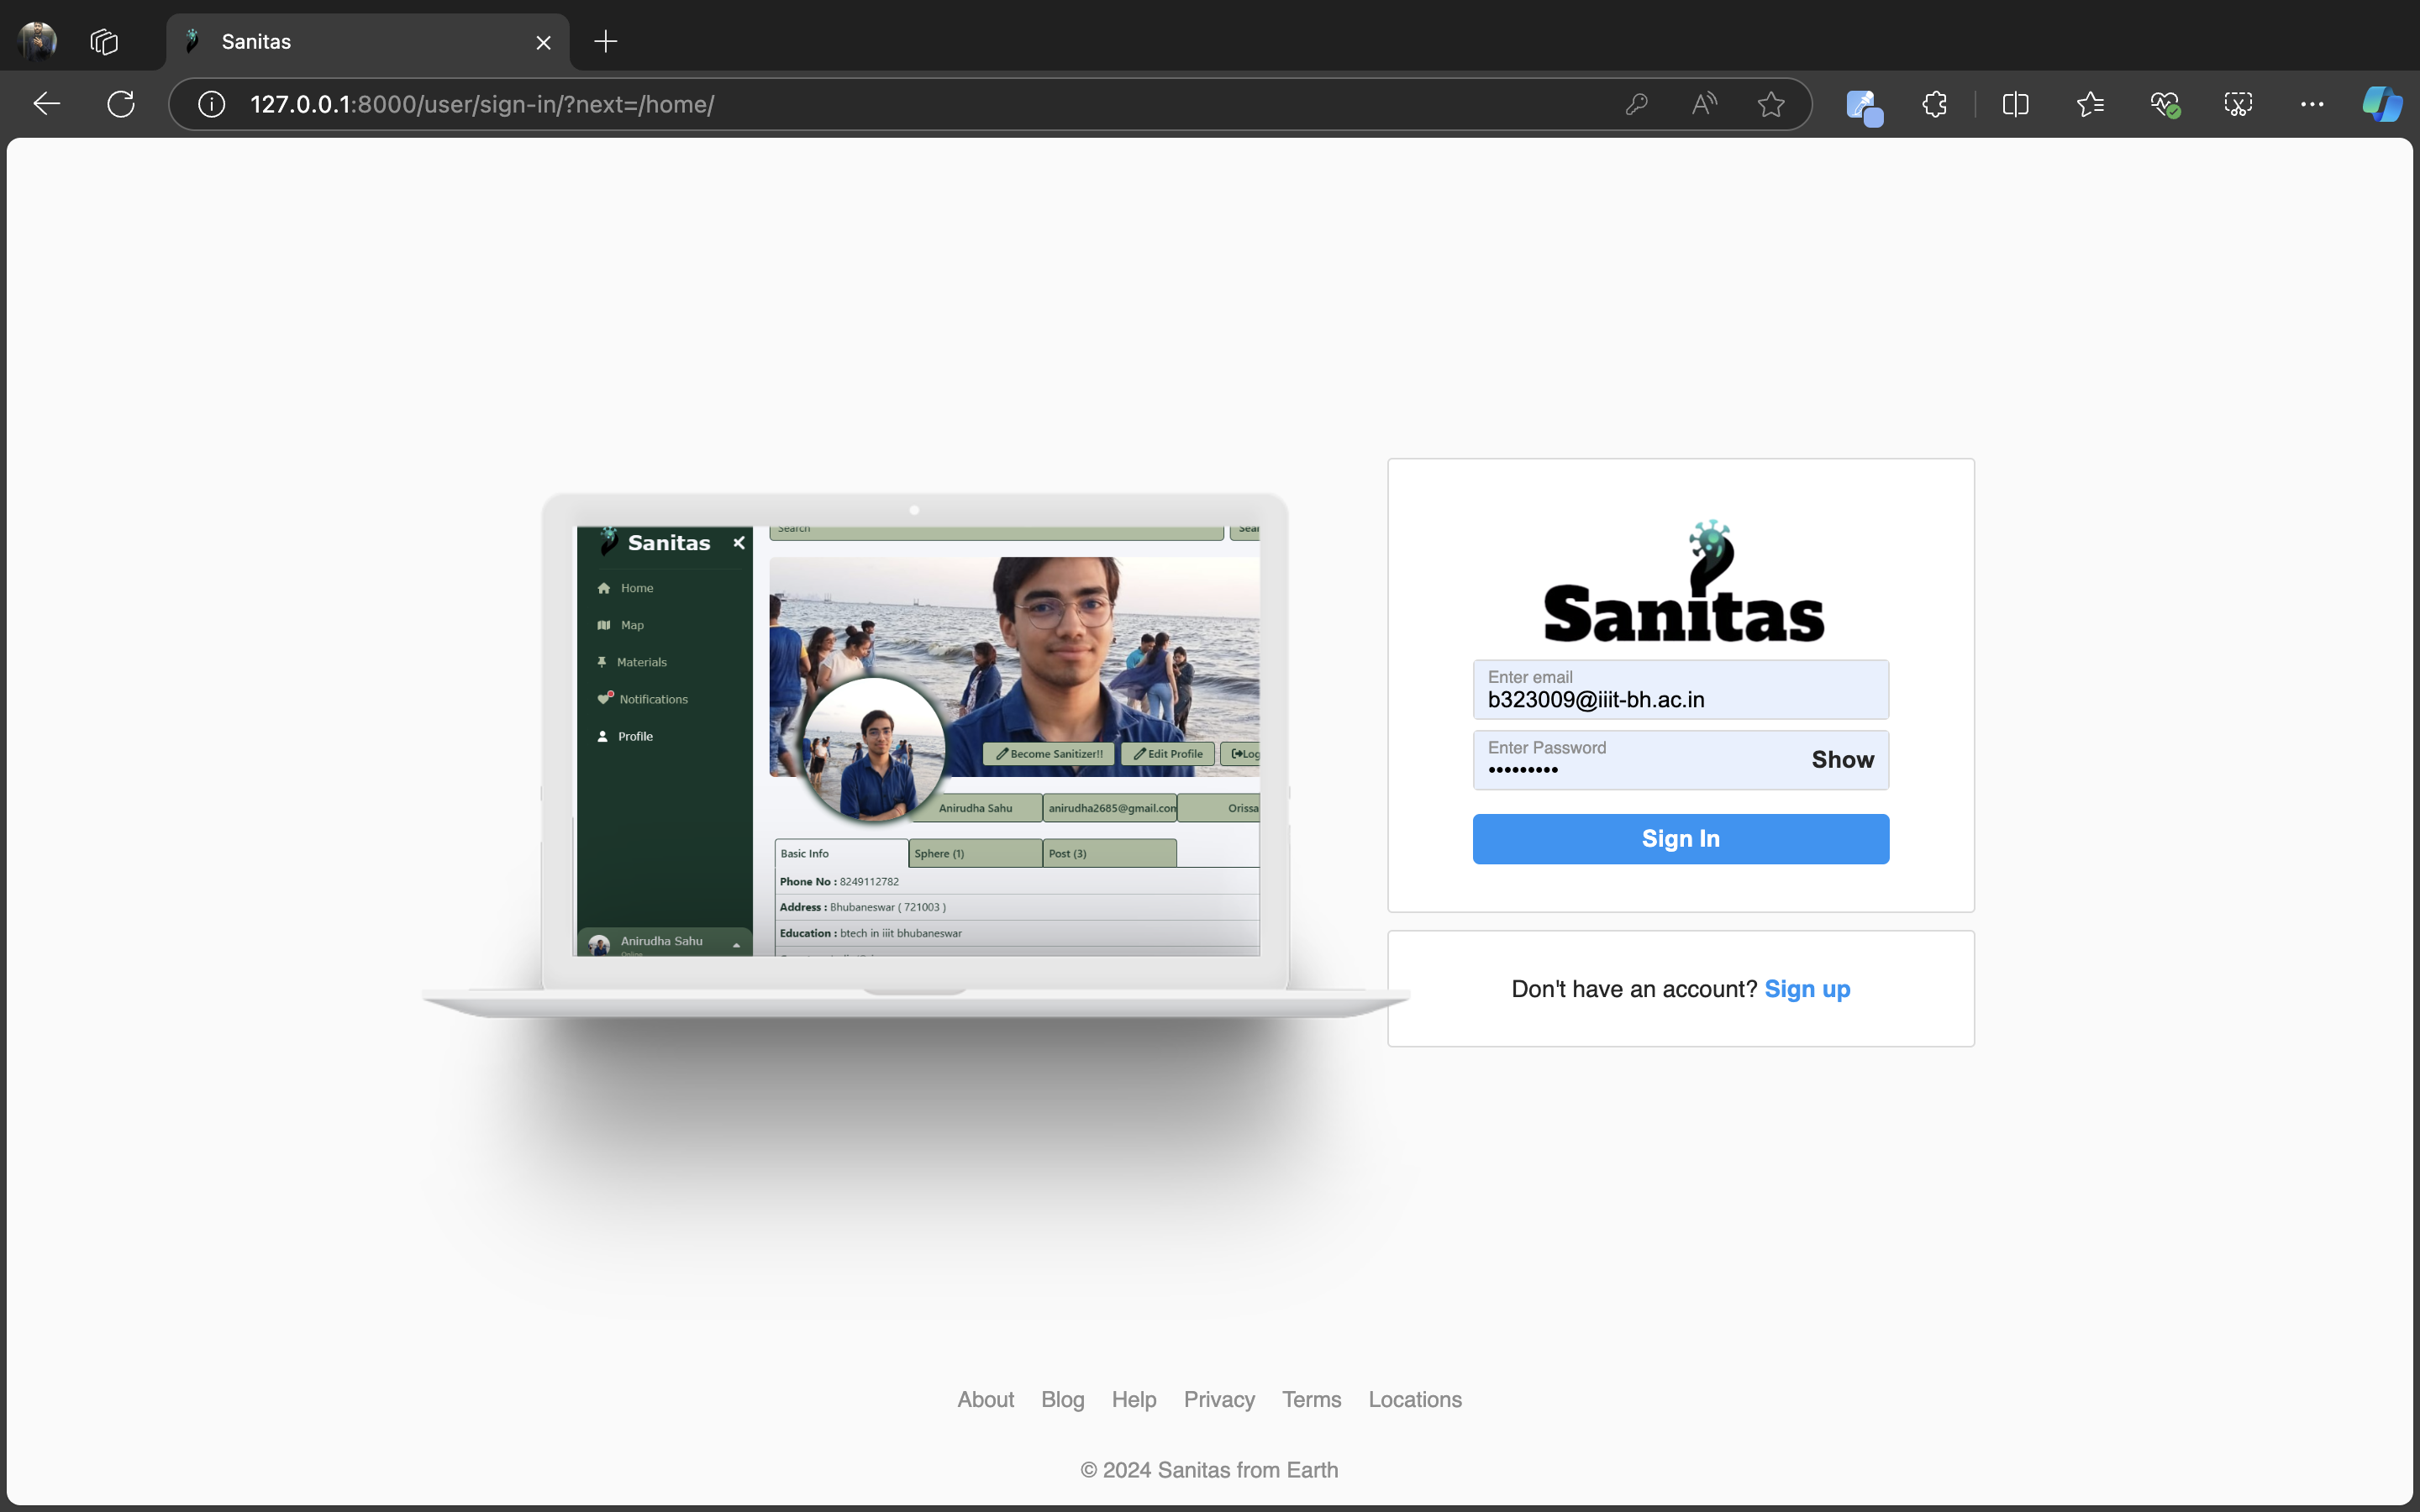 Sanitas
127.0.0.1:8000/user/sign-in/?next=/home/
Search
Sanitas
Home
Map
Materials
Notifications
Profile
Become Sanitizer!!
Edit Profile
Anirudha Sahu
anirudha2685@gmail.com
Orissa
Basic Info
Sphere (1)
Post (3)
Phone No : 8249112782
Address : Bhubaneswar ( 721003 )
Education : btech in iiit bhubaneswar
Anirudha Sahu
Online
Sanitas
Enter email
b323009@iiit-bh.ac.in
Enter Password
•••••••••
Show
Sign In
Don't have an account? Sign up
About Blog Help Privacy Terms Locations
© 2024 Sanitas from Earth